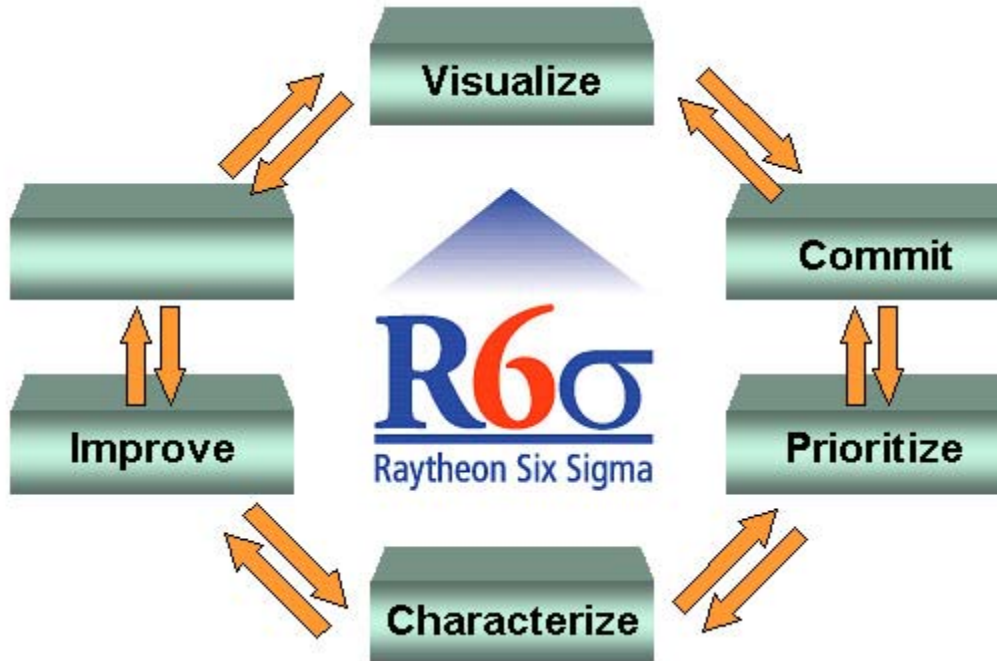 Visualize
Commit
Prioritize
Characterize
Improve
R6σ
Raytheon Six Sigma